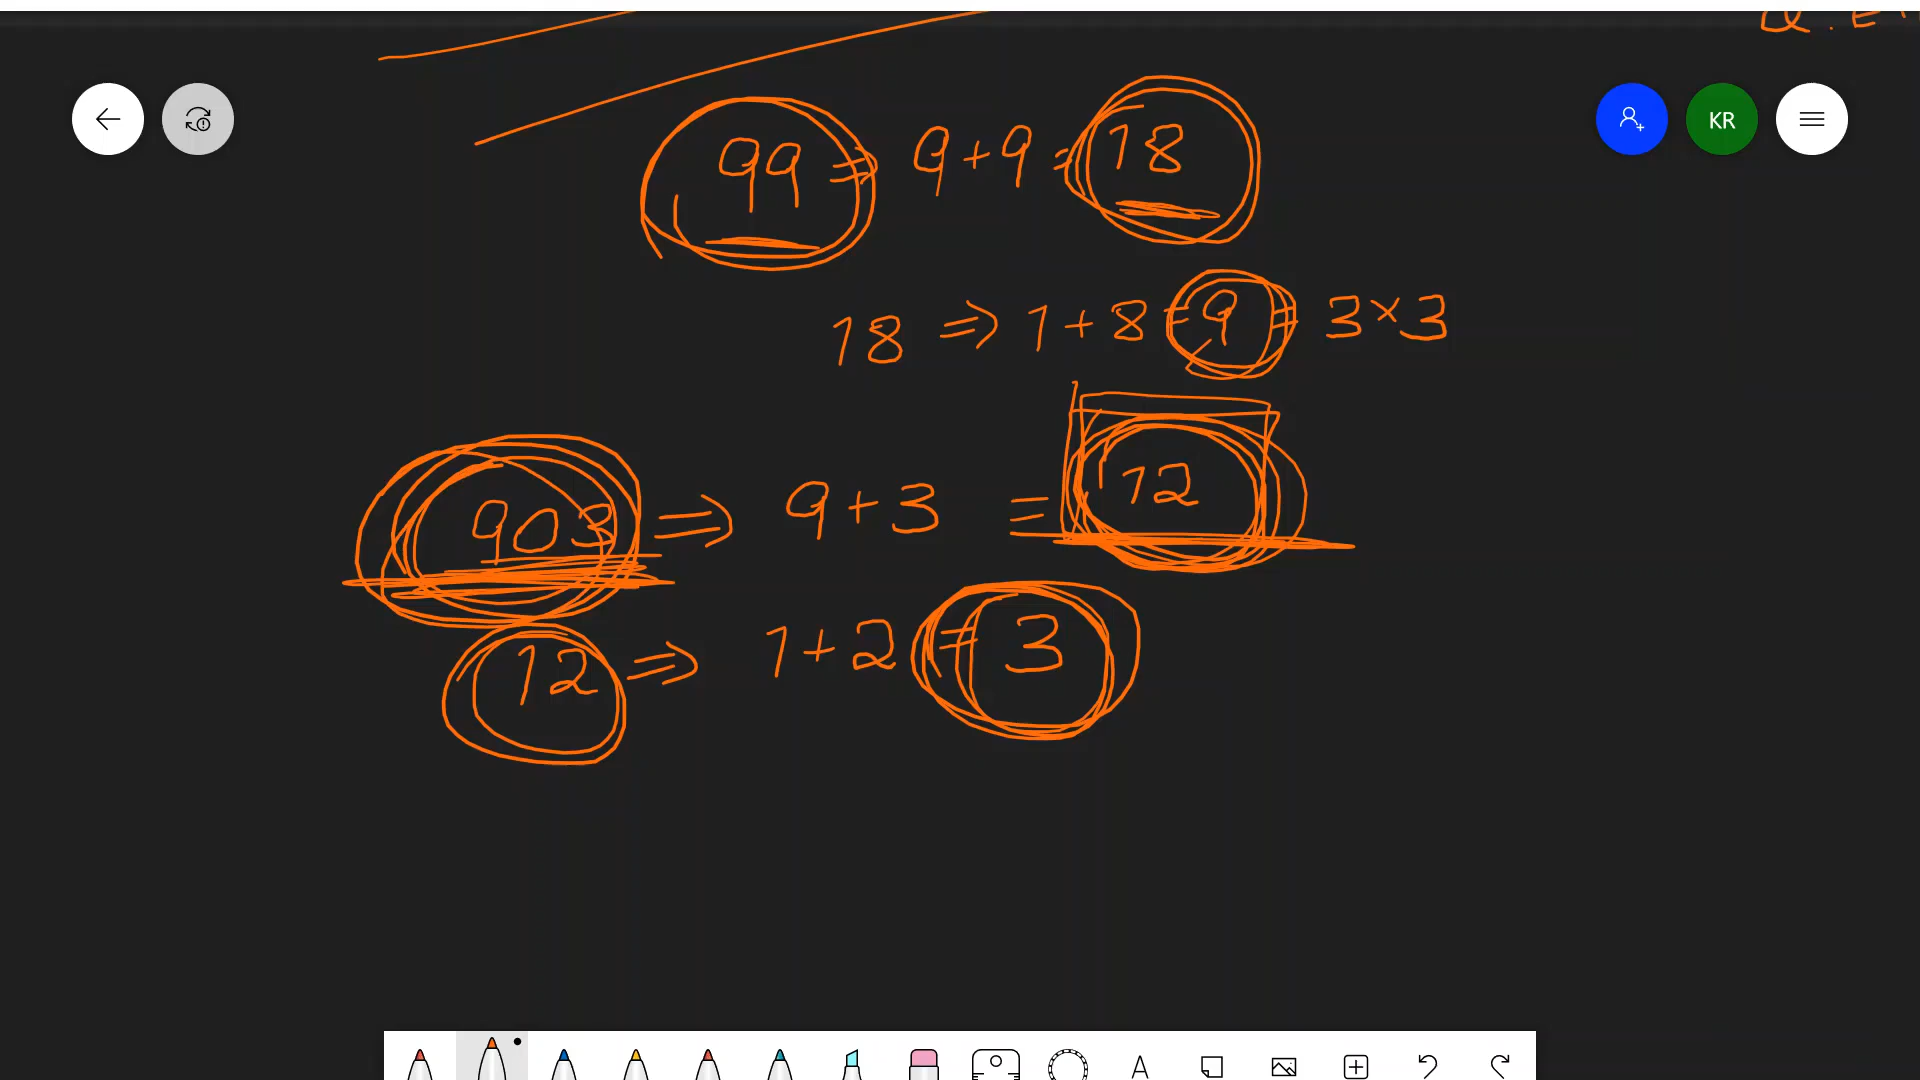 KR
99 ⇒ 9+9 = 18
18 ⇒ 1+8 = 9 = 3×3
903 ⇒ 9+3 = 12
12 ⇒ 1+2 = 3
A